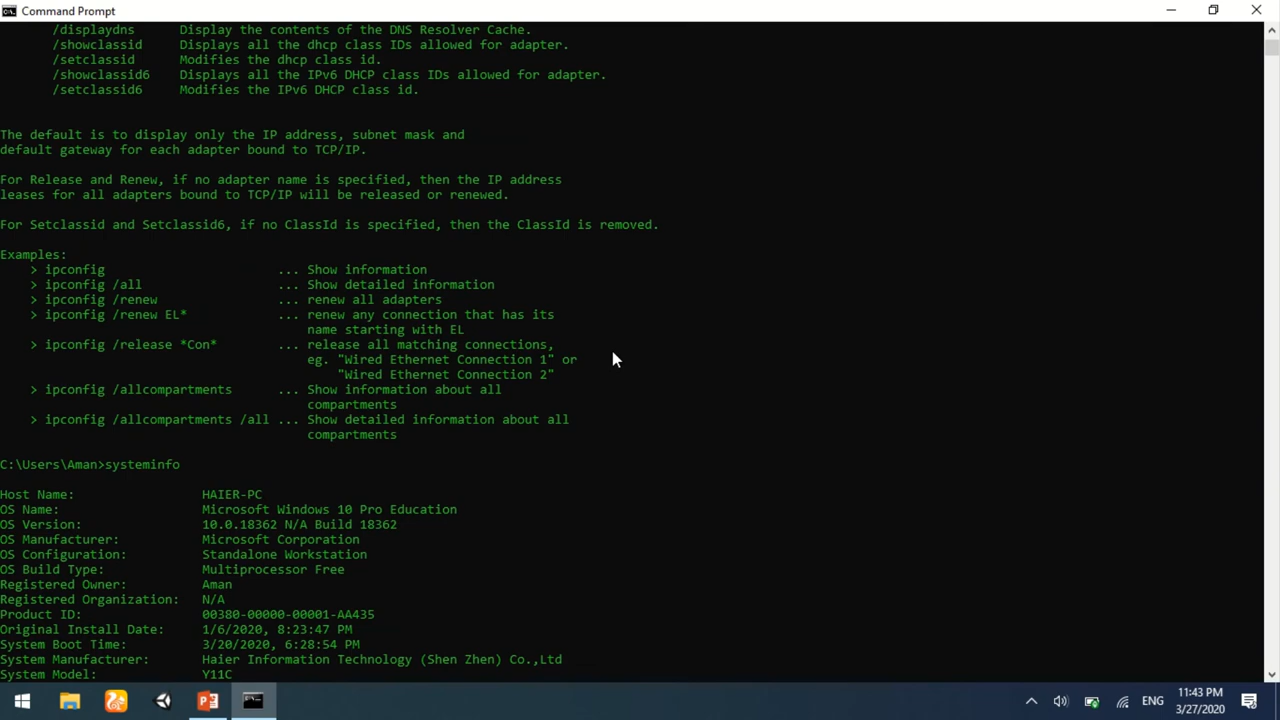 Command Prompt
/displaydns      Display the contents of the DNS Resolver Cache.
/showclassid     Displays all the dhcp class IDs allowed for adapter.
/setclassid      Modifies the dhcp class id.
/showclassid6    Displays all the IPv6 DHCP class IDs allowed for adapter.
/setclassid6     Modifies the IPv6 DHCP class id.
The default is to display only the IP address, subnet mask and
default gateway for each adapter bound to TCP/IP.
For Release and Renew, if no adapter name is specified, then the IP address
leases for all adapters bound to TCP/IP will be released or renewed.
For Setclassid and Setclassid6, if no ClassId is specified, then the ClassId is removed.
Examples:
> ipconfig                       ... Show information
> ipconfig /all                  ... Show detailed information
> ipconfig /renew                ... renew all adapters
> ipconfig /renew EL*            ... renew any connection that has its
name starting with EL
> ipconfig /release *Con*        ... release all matching connections,
eg. "Wired Ethernet Connection 1" or
"Wired Ethernet Connection 2"
> ipconfig /allcompartments      ... Show information about all
compartments
> ipconfig /allcompartments /all ... Show detailed information about all
compartments
C:\Users\Aman>systeminfo
Host Name:                 HAIER-PC
OS Name:                   Microsoft Windows 10 Pro Education
OS Version:                10.0.18362 N/A Build 18362
OS Manufacturer:           Microsoft Corporation
OS Configuration:          Standalone Workstation
OS Build Type:             Multiprocessor Free
Registered Owner:          Aman
Registered Organization:   N/A
Product ID:                00380-00000-00001-AA435
Original Install Date:     1/6/2020, 8:23:47 PM
System Boot Time:          3/20/2020, 6:28:54 PM
System Manufacturer:       Haier Information Technology (Shen Zhen) Co.,Ltd
System Model:              Y11C
ENG
11:43 PM
3/27/2020